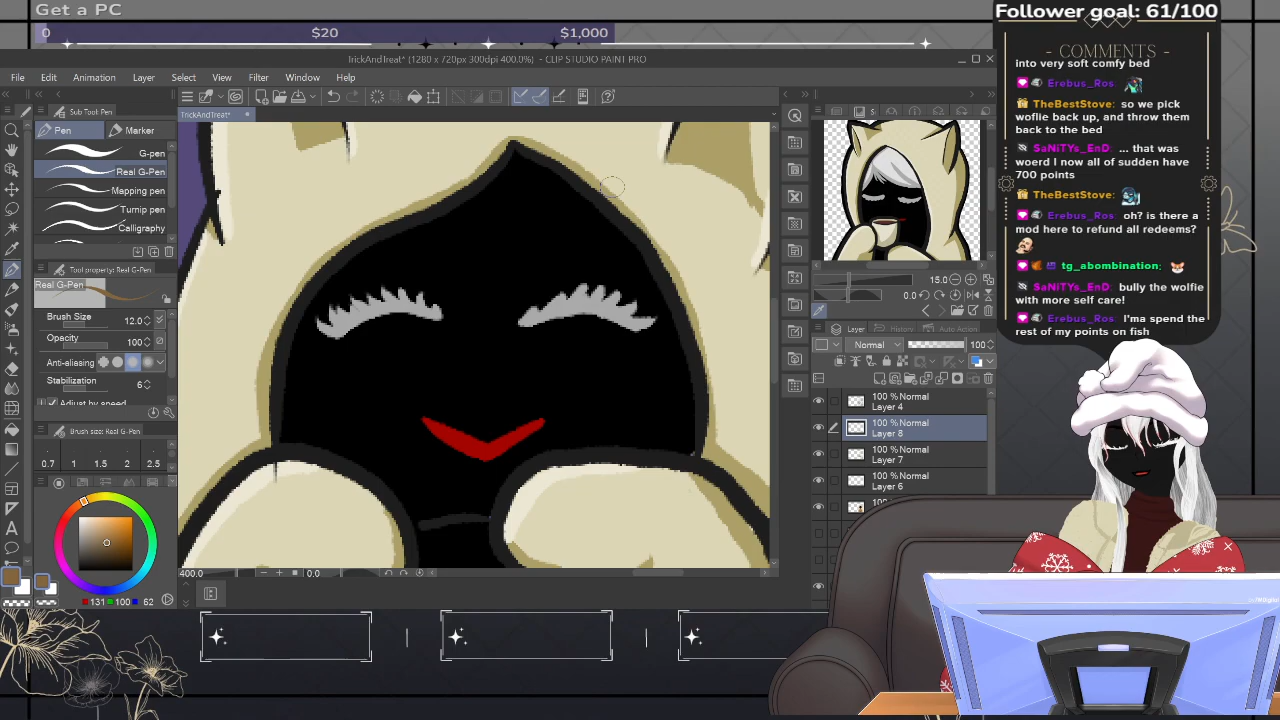 Get a PC
0 $20 $1,000
Follower goal: 61/100
- COMMENTS -
into very soft comfy bed
Erebus_Ros:
TheBestStove: so we pick
woflie back up, and throw them
back to the bed
SaNiTYs_EnD: ... that was
woerd I now all of sudden have
700 points
TheBestStove:
Erebus_Ros: oh? is there a
mod here to refund all redeems?
tg_abomination:
SaNiTYs_EnD: bully the wolfie
with more self care!
Erebus_Ros: I'ma spend the
rest of my points on fish
TrickAndTreat* (1280 x 720px 300dpi 400.0%) - CLIP STUDIO PAINT PRO
File Edit Animation Layer Select View Filter Window Help
Sub Tool Pen
TrickAndTreat*
Pen Marker
G-pen
Real G-Pen
Mapping pen
Turnip pen
Calligraphy
Tool property: Real G-Pen
Real G-Pen
Brush Size 12.0
Opacity 100
Anti-aliasing
Stabilization 6
Adjust by speed
Brush size: Real G-Pen
0.7 1 1.5 2 2.5
131 100 62
400.0 0.0
15.0
0.0
Layer History Auto Action
Normal 100
100 % Normal
Layer 4
100 % Normal
Layer 8
100 % Normal
Layer 7
100 % Normal
Layer 6
100 % Normal